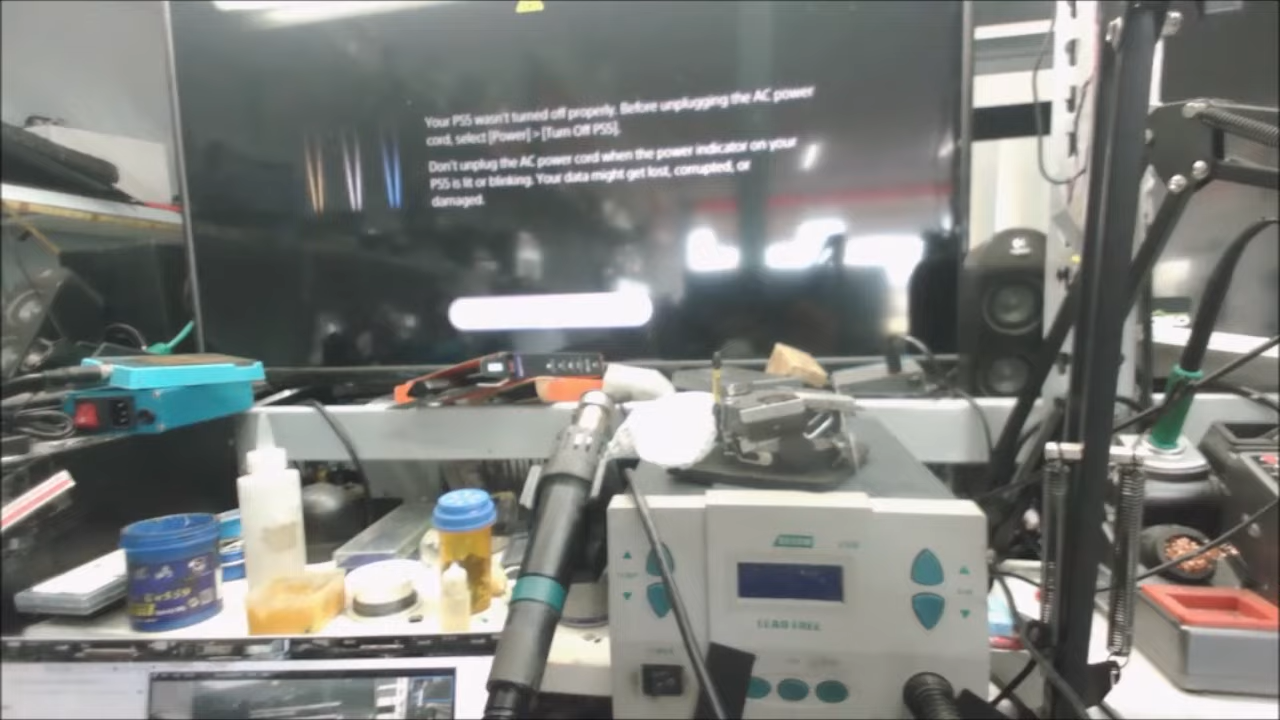 Your PS5 wasn't turned off properly. Before unplugging the AC power
cord, select [Power] > [Turn Off PS5].
Don't unplug the AC power cord when the power indicator on your
PS5 is lit or blinking. Your data might get lost, corrupted, or
damaged.
LEAD FREE